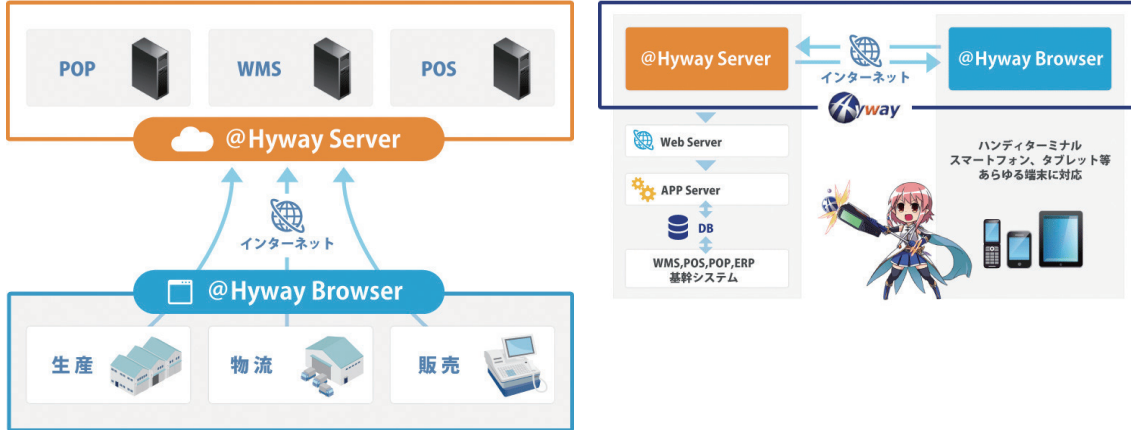 POP
WMS
POS
@Hyway Server
インターネット
@Hyway Browser
生産
物流
販売
@Hyway Server
インターネット
@Hyway Browser
Hyway
Web Server
APP Server
DB
WMS,POS,POP,ERP
基幹システム
ハンディターミナル
スマートフォン、タブレット等
あらゆる端末に対応